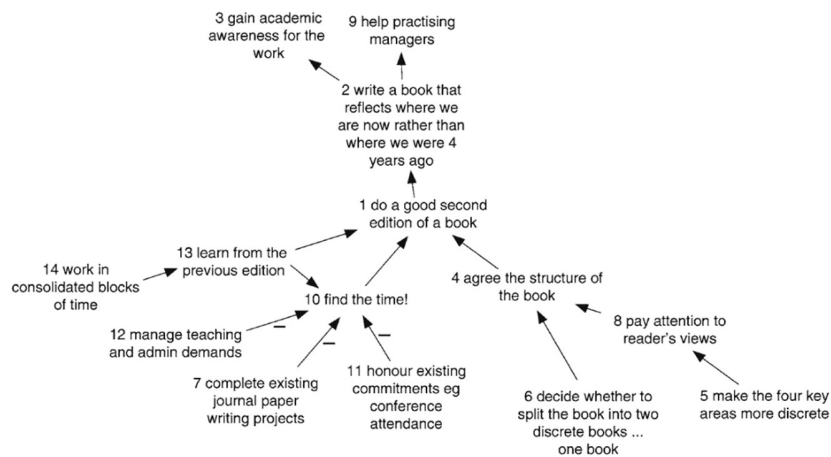 3 gain academic
awareness for the
work
9 help practising
managers
2 write a book that
reflects where we
are now rather than
where we were 4
years ago
1 do a good second
edition of a book
13 learn from the
previous edition
14 work in
consolidated blocks
of time
10 find the time!
4 agree the structure of
the book
12 manage teaching
and admin demands
8 pay attention to
reader's views
7 complete existing
journal paper
writing projects
11 honour existing
commitments eg
conference
attendance
6 decide whether to
split the book into two
discrete books ...
one book
5 make the four key
areas more discrete